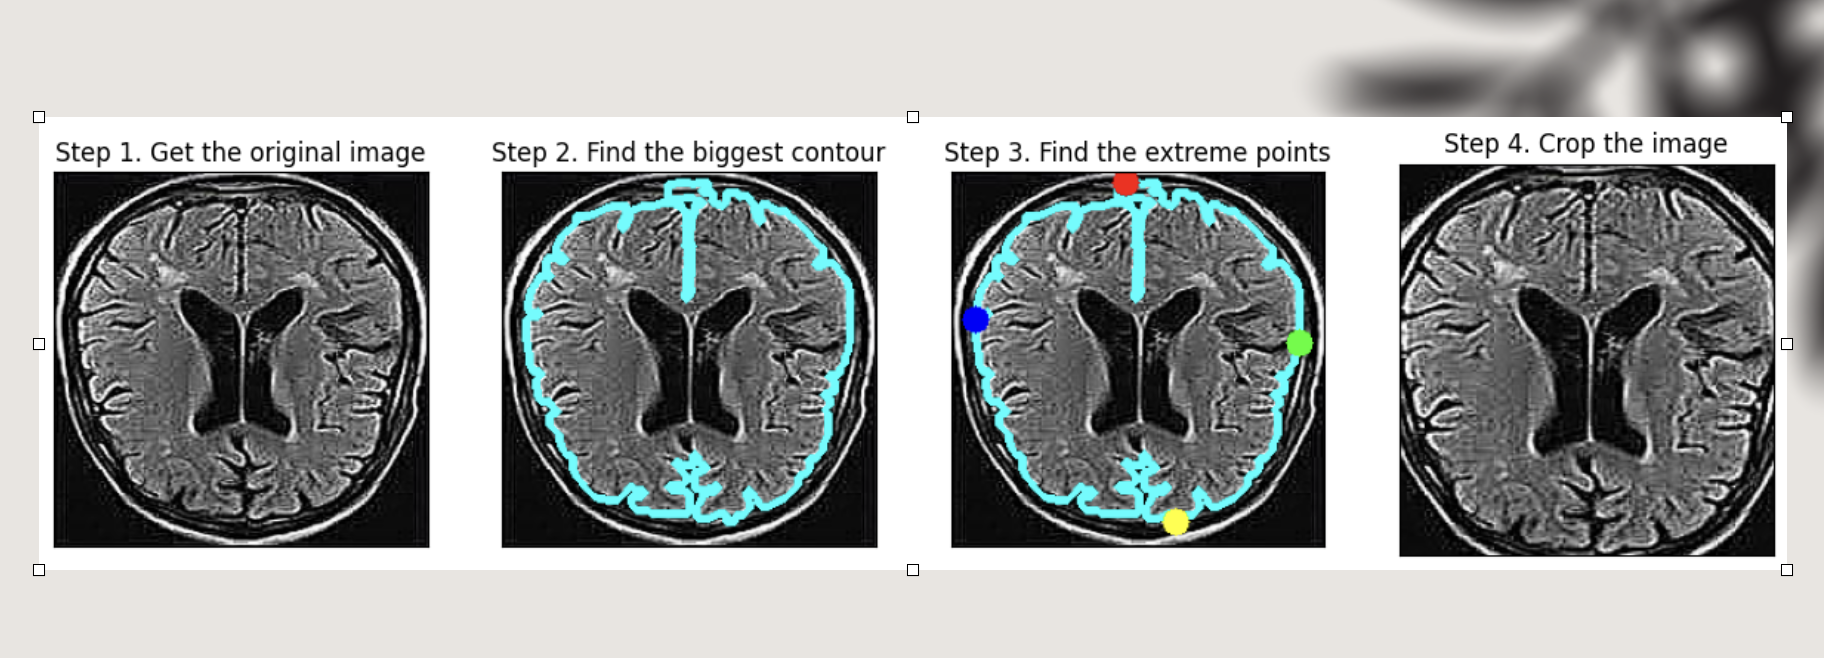 Step 1. Get the original image
Step 2. Find the biggest contour
Step 3. Find the extreme points
Step 4. Crop the image